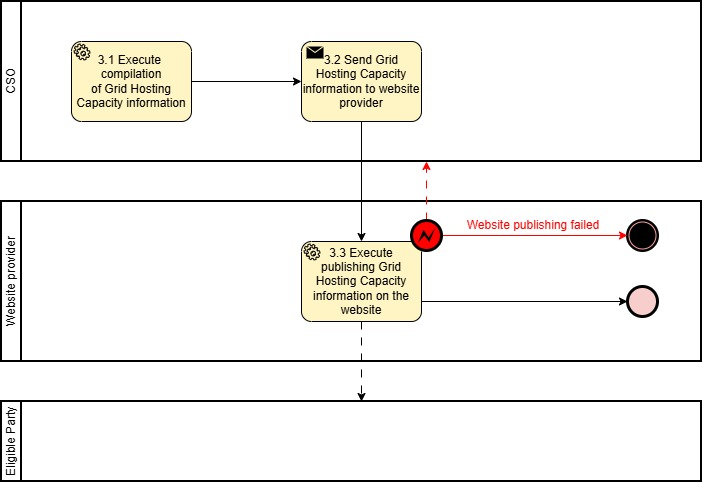 CSO
3.1 Execute
compilation
of Grid Hosting
Capacity information
3.2 Send Grid
Hosting Capacity
information to website
provider
Website provider
Website publishing failed
3.3 Execute
publishing Grid
Hosting Capacity
information on the
website
Eligible Party